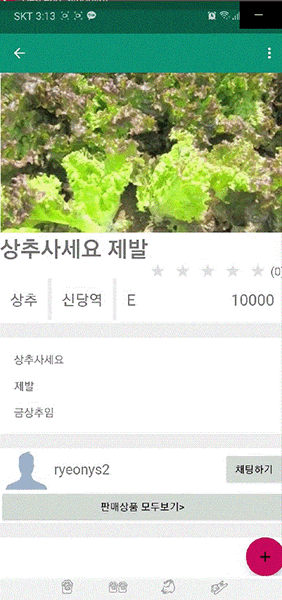 SKT 3:13
상추사세요 제발
(0)
상추 신당역 E 10000
상추사세요
제발
금상추임
ryeonys2 채팅하기
판매상품 모두보기>
+